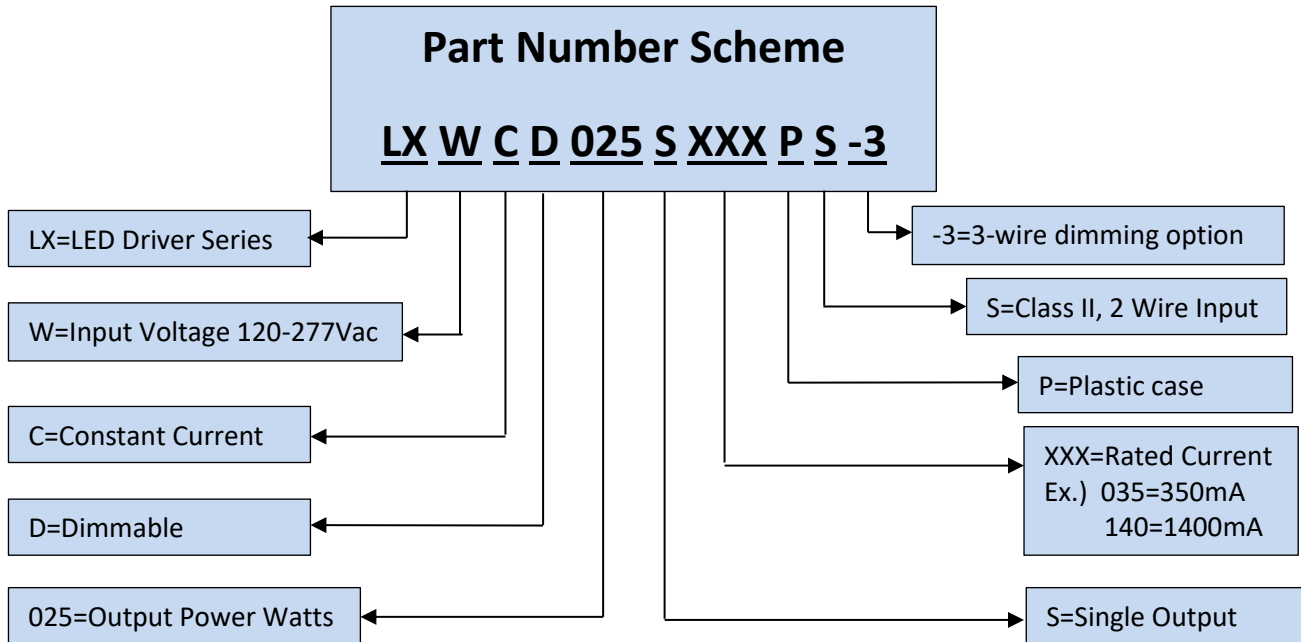 Part Number Scheme
LX W C D 025 S XXX P S -3
LX=LED Driver Series
W=Input Voltage 120-277Vac
C=Constant Current
D=Dimmable
025=Output Power Watts
-3=3-wire dimming option
S=Class II, 2 Wire Input
P=Plastic case
XXX=Rated Current
Ex.) 035=350mA
140=1400mA
S=Single Output